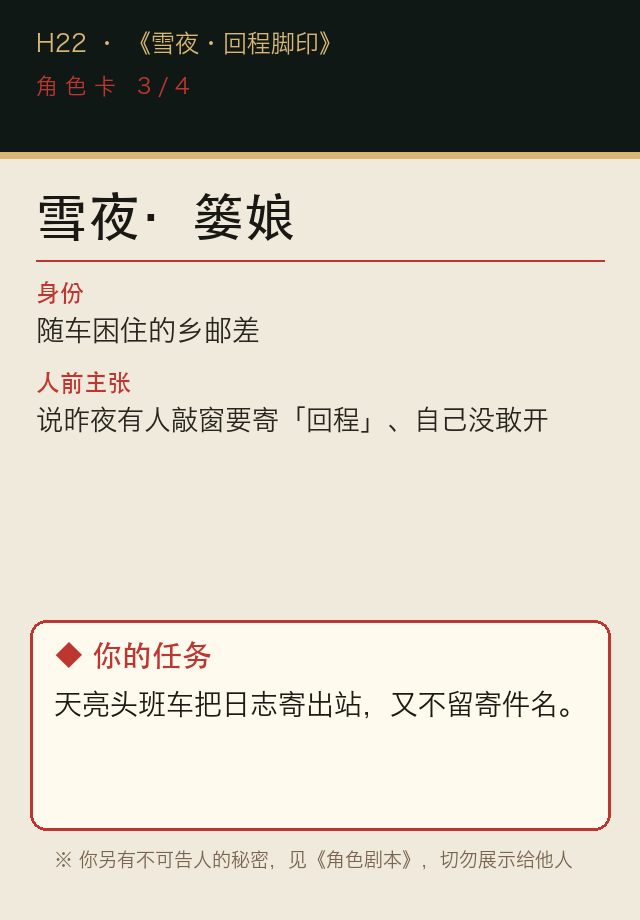 H22 · 《雪夜·回程脚印》
角色卡 3/4
雪夜· 篓娘
身份
随车困住的乡邮差
人前主张
说昨夜有人敲窗要寄「回程」、自己没敢开
◆ 你的任务
天亮头班车把日志寄出站，又不留寄件名。
※ 你另有不可告人的秘密，见《角色剧本》，切勿展示给他人